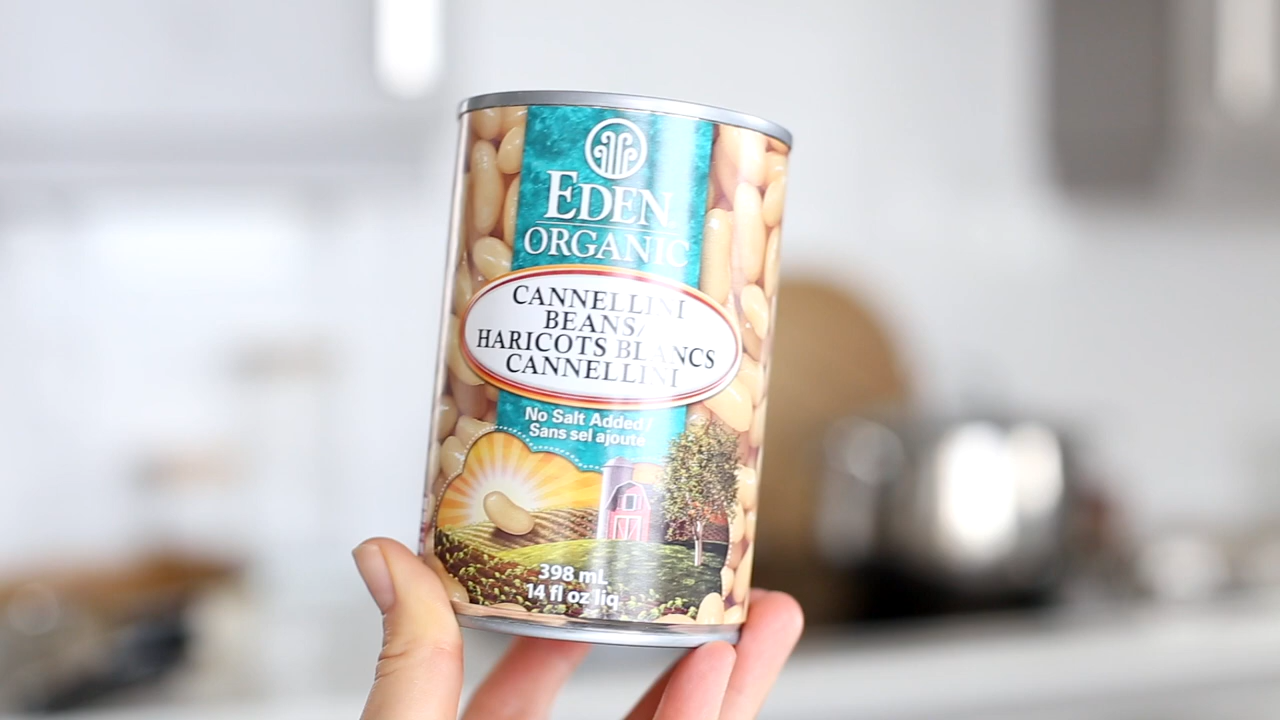 EDEN
ORGANIC
CANNELLINI
BEANS/
HARICOTS BLANCS
CANNELLINI
No Salt Added/
Sans sel ajouté
398 mL
14 fl oz liq